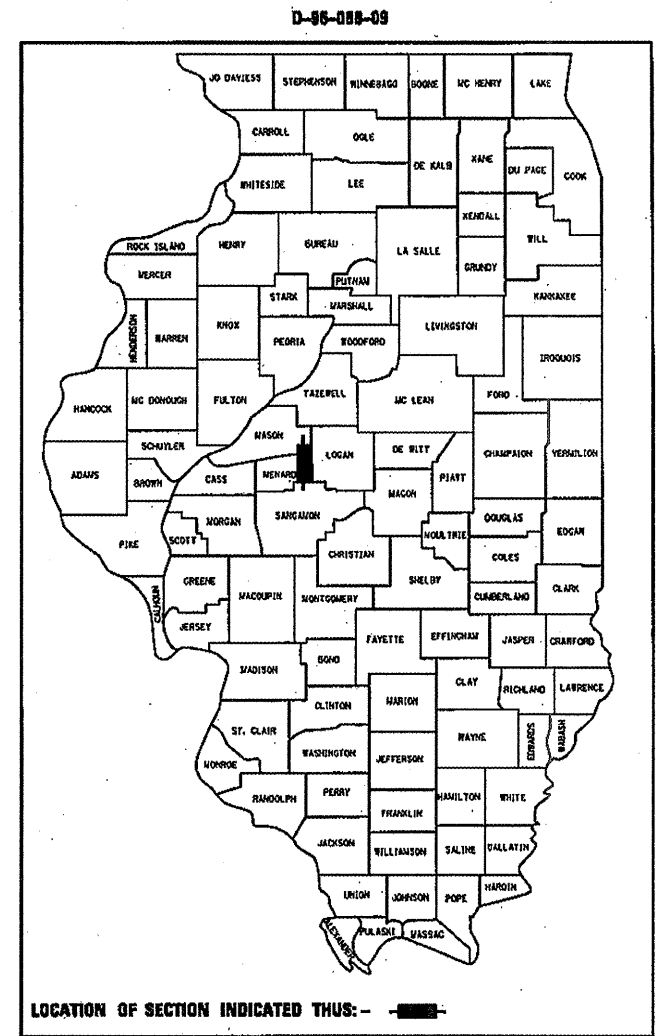 D-96-088-09
JO DAVIESS STEPHENSON WINNEBAGO BOONE MC HENRY LAKE
CARROLL OGLE
DE KALB KANE DU PAGE COOK
WHITESIDE LEE
KENDALL
ROCK ISLAND HENRY BUREAU LA SALLE WILL
MERCER PUTNAM GRUNDY
STARK MARSHALL KANKAKEE
HENDERSON WARREN KNOX PEORIA WOODFORD LIVINGSTON IROQUOIS
HANCOCK MC DONOUGH FULTON TAZEWELL MC LEAN FORD
SCHUYLER MASON LOGAN DE WITT CHAMPAIGN VERMILION
ADAMS BROWN CASS MENARD MACON PIATT
PIKE SCOTT MORGAN SANGAMON MOULTRIE DOUGLAS EDGAR
CHRISTIAN COLES
CALHOUN GREENE MACOUPIN MONTGOMERY SHELBY CUMBERLAND CLARK
JERSEY FAYETTE EFFINGHAM JASPER CRAWFORD
MADISON BOND
CLAY RICHLAND LAWRENCE
CLINTON MARION
ST. CLAIR WAYNE EDWARDS WABASH
MONROE WASHINGTON JEFFERSON
RANDOLPH PERRY HAMILTON WHITE
FRANKLIN
JACKSON WILLIAMSON SALINE GALLATIN
UNION JOHNSON POPE HARDIN
ALEXANDER PULASKI MASSAC
LOCATION OF SECTION INDICATED THUS: -